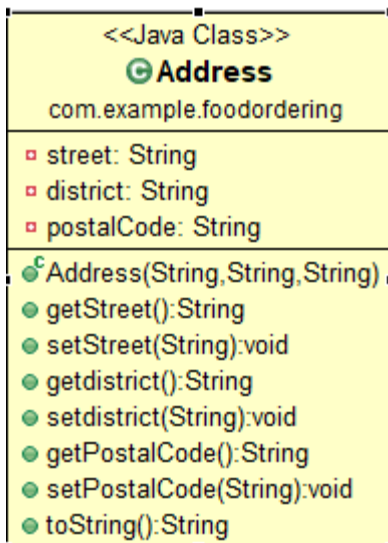 <<Java Class>>
Address
com.example.foodordering
street: String
district: String
postalCode: String
Address(String,String,String)
getStreet():String
setStreet(String):void
getdistrict():String
setdistrict(String):void
getPostalCode():String
setPostalCode(String):void
toString():String